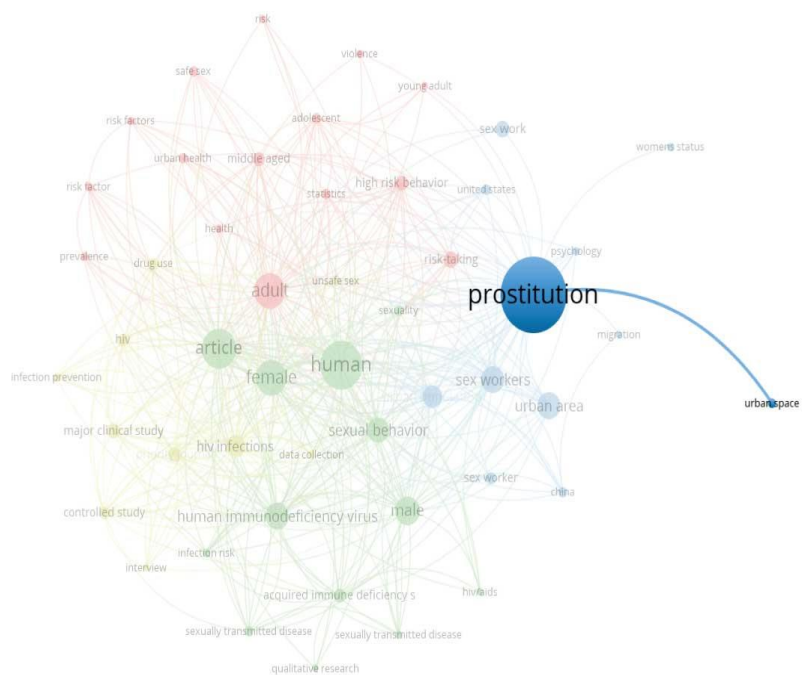 risk
violence
safe sex
young adult
risk factors
adolescent
sex work
womens status
urban health
middle aged
risk factor
statistics
high risk behavior
united states
health
psychology
prevalence
drug use
risk-taking
unsafe sex
adult
prostitution
sexuality
hiv
article
migration
human
infection prevention
female
sex workers
urban space
urban area
major clinical study
sexual behavior
hiv infections
data collection
sex worker
china
controlled study
human immunodeficiency virus
male
infection risk
interview
hiv/aids
acquired immune deficiency s
sexually transmitted disease
sexually transmitted disease
qualitative research